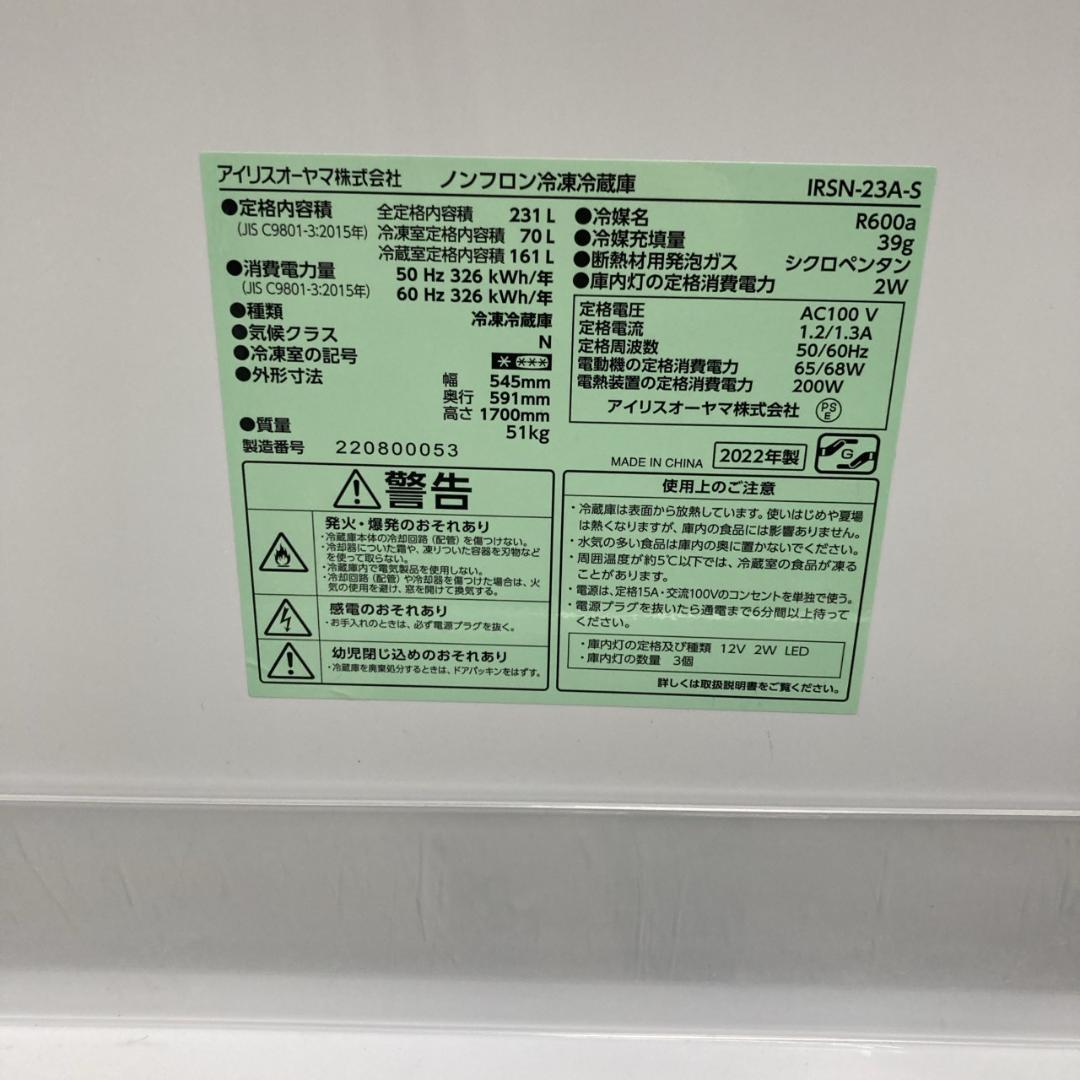 アイリスオーヤマ株式会社 ノンフロン冷凍冷蔵庫 IRSN-23A-S
●定格内容積 全定格内容積 231 L
(JIS C9801-3:2015年) 冷凍室定格内容積 70 L
冷蔵室定格内容積 161 L
●消費電力量 50 Hz 326 kWh/年
(JIS C9801-3:2015年) 60 Hz 326 kWh/年
●種類 冷凍冷蔵庫
●気候クラス N
●冷凍室の記号
●外形寸法 幅 545mm
奥行 591mm
高さ 1700mm
●質量 51kg
製造番号 220800053
●冷媒名 R600a
●冷媒充填量 39g
●断熱材用発泡ガス シクロペンタン
●庫内灯の定格消費電力 2W
定格電圧 AC100 V
定格電流 1.2/1.3A
定格周波数 50/60Hz
電動機の定格消費電力 65/68W
電熱装置の定格消費電力 200W
アイリスオーヤマ株式会社 PSE
MADE IN CHINA 2022年製 G
警告
発火・爆発のおそれあり
・冷蔵庫本体の冷却回路(配管)を傷つけない。
・冷却器についた霜や、凍りついた容器を刃物など
を使って取らない。
・冷蔵庫内で電気製品を使用しない。
・冷却回路(配管)や冷却器を傷つけた場合は、火
気の使用を避け、窓を開けて換気する。
感電のおそれあり
・お手入れのときは、必ず電源プラグを抜く。
幼児閉じ込めのおそれあり
・冷蔵庫を廃棄処分するときは、ドアパッキンをはずす。
使用上のご注意
・冷蔵庫は表面から放熱しています。使いはじめや夏場
は熱くなりますが、庫内の食品には影響ありません。
・水気の多い食品は庫内の奥に置かないでください。
・周囲温度が約5℃以下では、冷蔵室の食品が凍る
ことがあります。
・電源は、定格15A・交流100Vのコンセントを単独で使う。
・電源プラグを抜いたら通電まで6分間以上待って
ください。
・庫内灯の定格及び種類 12V 2W LED
・庫内灯の数量 3個
詳しくは取扱説明書をご覧ください。